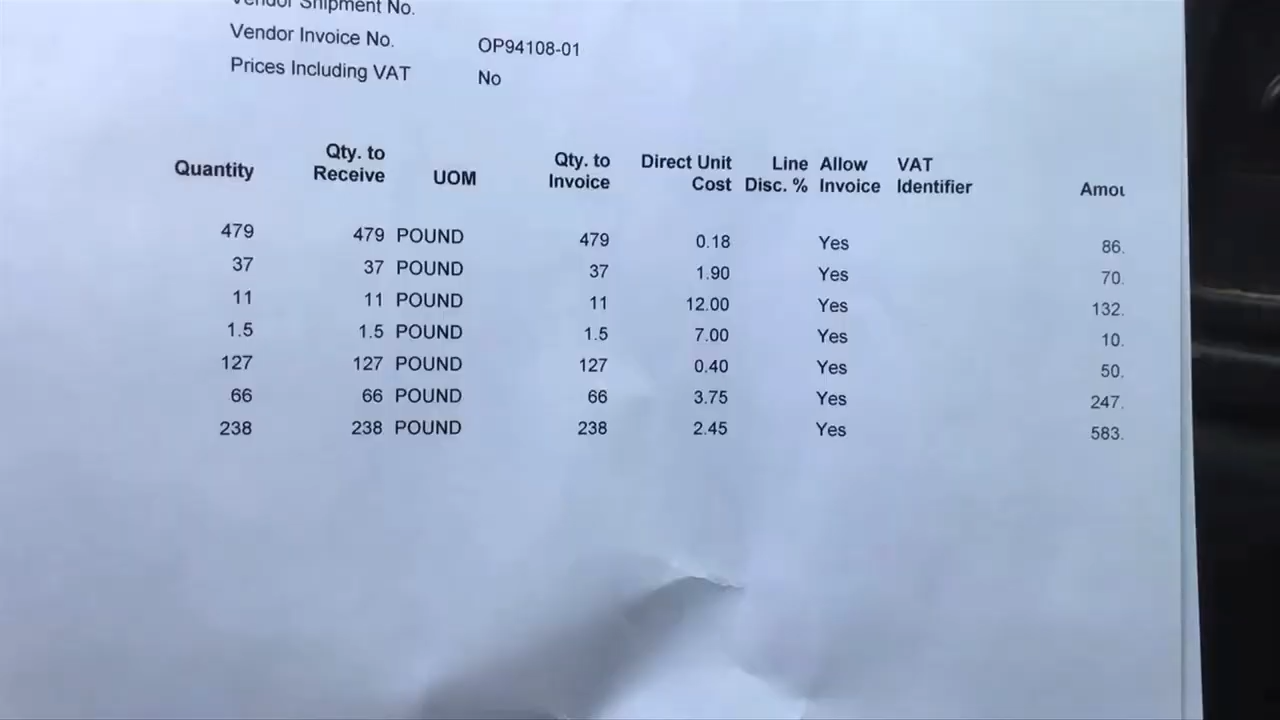 Vendor Shipment No.
Vendor Invoice No. OP94108-01
Prices Including VAT No
Quantity Qty. to Receive UOM Qty. to Invoice Direct Unit Cost Line Disc. % Allow Invoice VAT Identifier Amou
479 479 POUND 479 0.18 Yes 86.
37 37 POUND 37 1.90 Yes 70.
11 11 POUND 11 12.00 Yes 132.
1.5 1.5 POUND 1.5 7.00 Yes 10.
127 127 POUND 127 0.40 Yes 50.
66 66 POUND 66 3.75 Yes 247.
238 238 POUND 238 2.45 Yes 583.